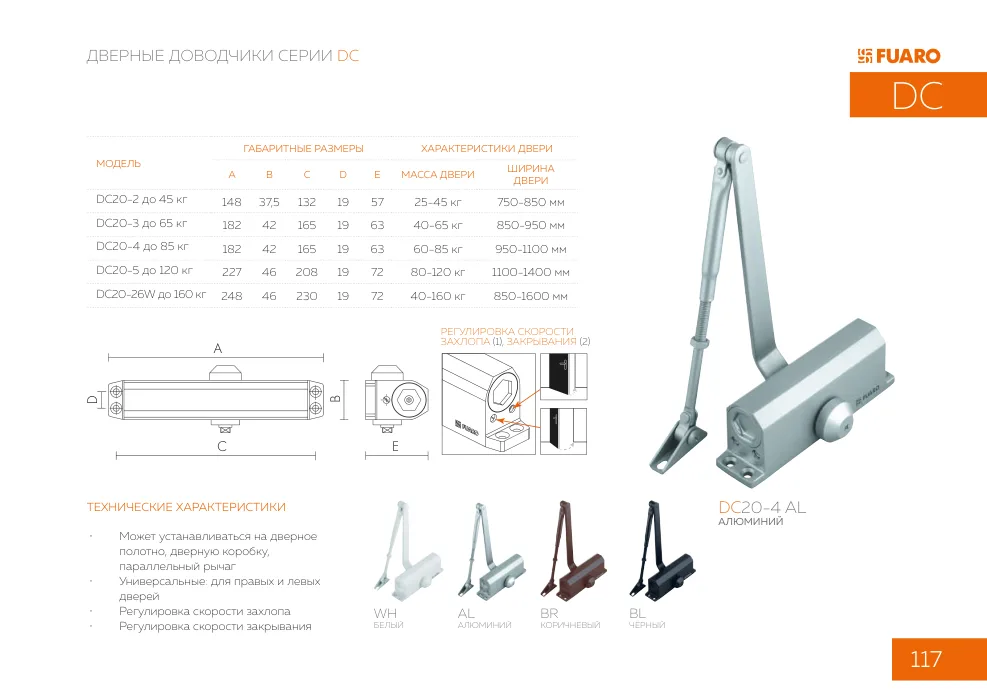 ДВЕРНЫЕ ДОВОДЧИКИ СЕРИИ DC
FUARO
DC
МОДЕЛЬ ГАБАРИТНЫЕ РАЗМЕРЫ ХАРАКТЕРИСТИКИ ДВЕРИ
A B C D E МАССА ДВЕРИ ШИРИНА ДВЕРИ
DC20-2 до 45 кг 148 37,5 132 19 57 25-45 кг 750-850 мм
DC20-3 до 65 кг 182 42 165 19 63 40-65 кг 850-950 мм
DC20-4 до 85 кг 182 42 165 19 63 60-85 кг 950-1100 мм
DC20-5 до 120 кг 227 46 208 19 72 80-120 кг 1100-1400 мм
DC20-26W до 160 кг 248 46 230 19 72 40-160 кг 850-1600 мм
РЕГУЛИРОВКА СКОРОСТИ
ЗАХЛОПА (1), ЗАКРЫВАНИЯ (2)
A
D
B
C
E
FUARO
FUARO
DC20-4 AL
АЛЮМИНИЙ
ТЕХНИЧЕСКИЕ ХАРАКТЕРИСТИКИ
· Может устанавливаться на дверное
полотно, дверную коробку,
параллельный рычаг
· Универсальные: для правых и левых
дверей
· Регулировка скорости захлопа
· Регулировка скорости закрывания
WH
БЕЛЫЙ
AL
АЛЮМИНИЙ
BR
КОРИЧНЕВЫЙ
BL
ЧЕРНЫЙ
117